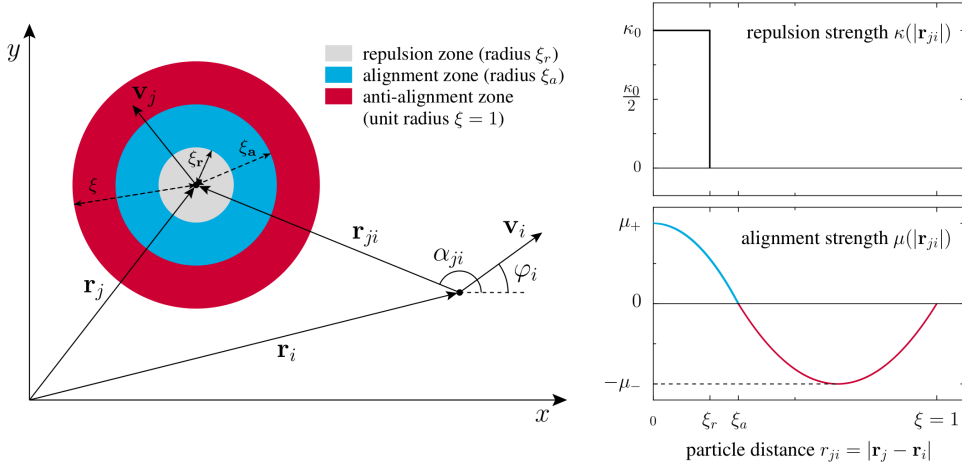 y
repulsion zone (radius ξ_r)
alignment zone (radius ξ_a)
anti-alignment zone
(unit radius ξ = 1)
v_j
ξ_r
ξ_a
ξ
r_ji
v_i
α_ji
φ_i
r_j
r_i
x
κ_0
repulsion strength κ(|r_ji|)
κ_0/2
0
μ_+
alignment strength μ(|r_ji|)
0
−μ_−
0 ξ_r ξ_a ξ = 1
particle distance r_ji = |r_j − r_i|